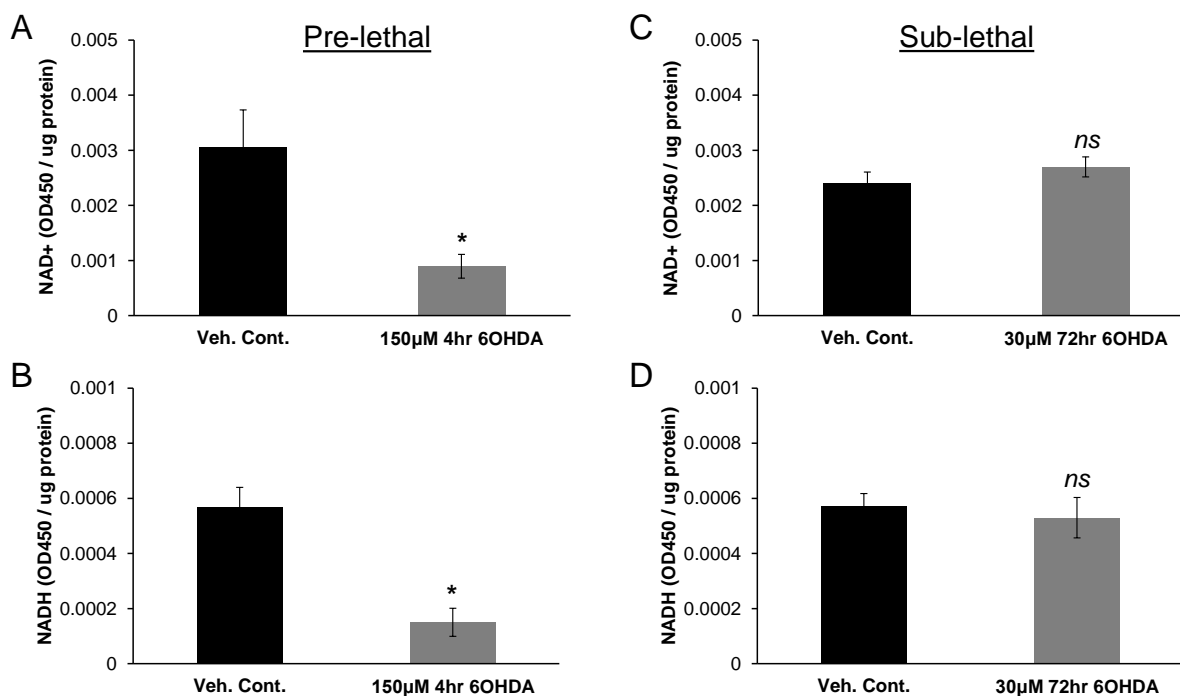 A
Pre-lethal
NAD+ (OD450 / ug protein)
0.005
0.004
0.003
0.002
0.001
0
*
Veh. Cont.
150µM 4hr 6OHDA
C
Sub-lethal
NAD+ (OD450 / ug protein)
0.005
0.004
0.003
0.002
0.001
0
ns
Veh. Cont.
30µM 72hr 6OHDA
B
NADH (OD450 / ug protein)
0.001
0.0008
0.0006
0.0004
0.0002
0
*
Veh. Cont.
150µM 4hr 6OHDA
D
NADH (OD450 / ug protein)
0.001
0.0008
0.0006
0.0004
0.0002
0
ns
Veh. Cont.
30µM 72hr 6OHDA